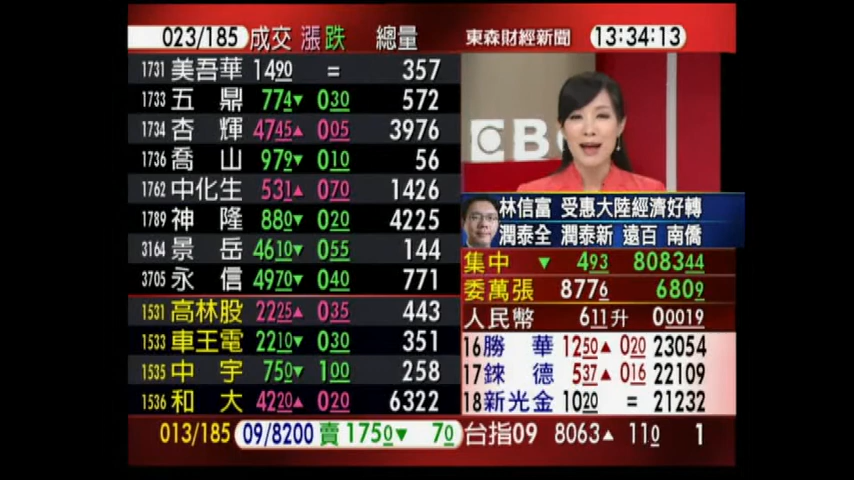 023/185 成交 漲 跌 總量 東森財經新聞 13:34:13
1731 美吾華 1490 = 357
1733 五鼎 774▼ 030 572
1734 杏輝 4745▲ 005 3976
1736 喬山 979▼ 010 56
1762 中化生 531▲ 070 1426
1789 神隆 880▼ 020 4225
3164 景岳 4610▼ 055 144
3705 永信 4970▼ 040 771
1531 高林股 2225▲ 035 443
1533 車王電 2210▼ 030 351
1535 中宇 750▼ 100 258
1536 和大 4220▲ 020 6322
EBC
林信富 受惠大陸經濟好轉
潤泰全 潤泰新 遠百 南僑
集中 ▼ 493 808344
委萬張 8776 6809
人民幣 611升 00019
16勝華 1250▲ 020 23054
17錸德 537▲ 016 22109
18新光金 1020 = 21232
013/185 09/8200 賣 1750▼ 70 台指09 8063▲ 110 1